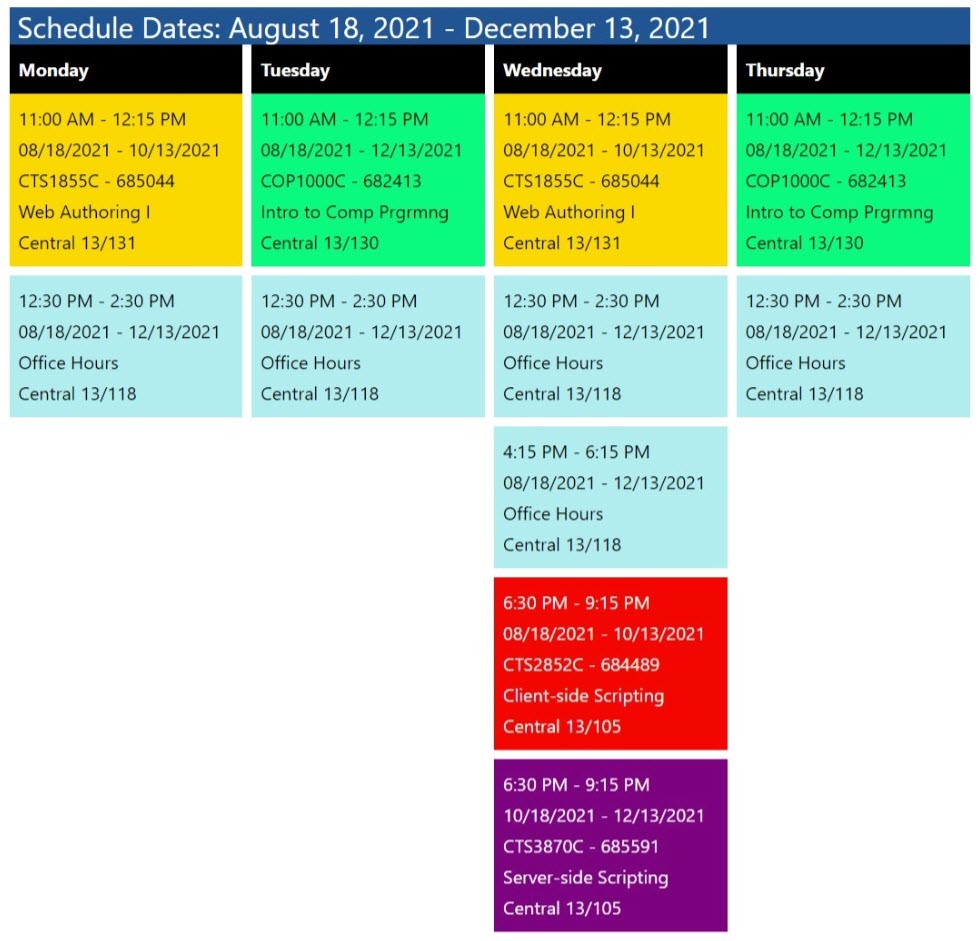 Schedule Dates: August 18, 2021 - December 13, 2021
Monday
11:00 AM - 12:15 PM
08/18/2021 - 10/13/2021
CTS1855C - 685044
Web Authoring I
Central 13/131
12:30 PM - 2:30 PM
08/18/2021 - 12/13/2021
Office Hours
Central 13/118
Tuesday
11:00 AM - 12:15 PM
08/18/2021 - 12/13/2021
COP1000C - 682413
Intro to Comp Prgrmng
Central 13/130
12:30 PM - 2:30 PM
08/18/2021 - 12/13/2021
Office Hours
Central 13/118
Wednesday
11:00 AM - 12:15 PM
08/18/2021 - 10/13/2021
CTS1855C - 685044
Web Authoring I
Central 13/131
12:30 PM - 2:30 PM
08/18/2021 - 12/13/2021
Office Hours
Central 13/118
4:15 PM - 6:15 PM
08/18/2021 - 12/13/2021
Office Hours
Central 13/118
6:30 PM - 9:15 PM
08/18/2021 - 10/13/2021
CTS2852C - 684489
Client-side Scripting
Central 13/105
6:30 PM - 9:15 PM
10/18/2021 - 12/13/2021
CTS3870C - 685591
Server-side Scripting
Central 13/105
Thursday
11:00 AM - 12:15 PM
08/18/2021 - 12/13/2021
COP1000C - 682413
Intro to Comp Prgrmng
Central 13/130
12:30 PM - 2:30 PM
08/18/2021 - 12/13/2021
Office Hours
Central 13/118